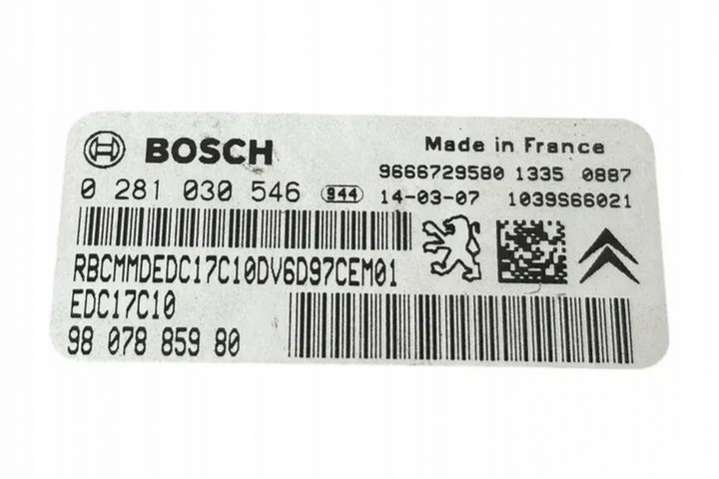 BOSCH
Made in France
9666729580 1335 0887
0 281 030 546 944 14-03-07 1039S66021
RBCMMDEDC17C10DV6D97CEM01
EDC17C10
98 078 859 80